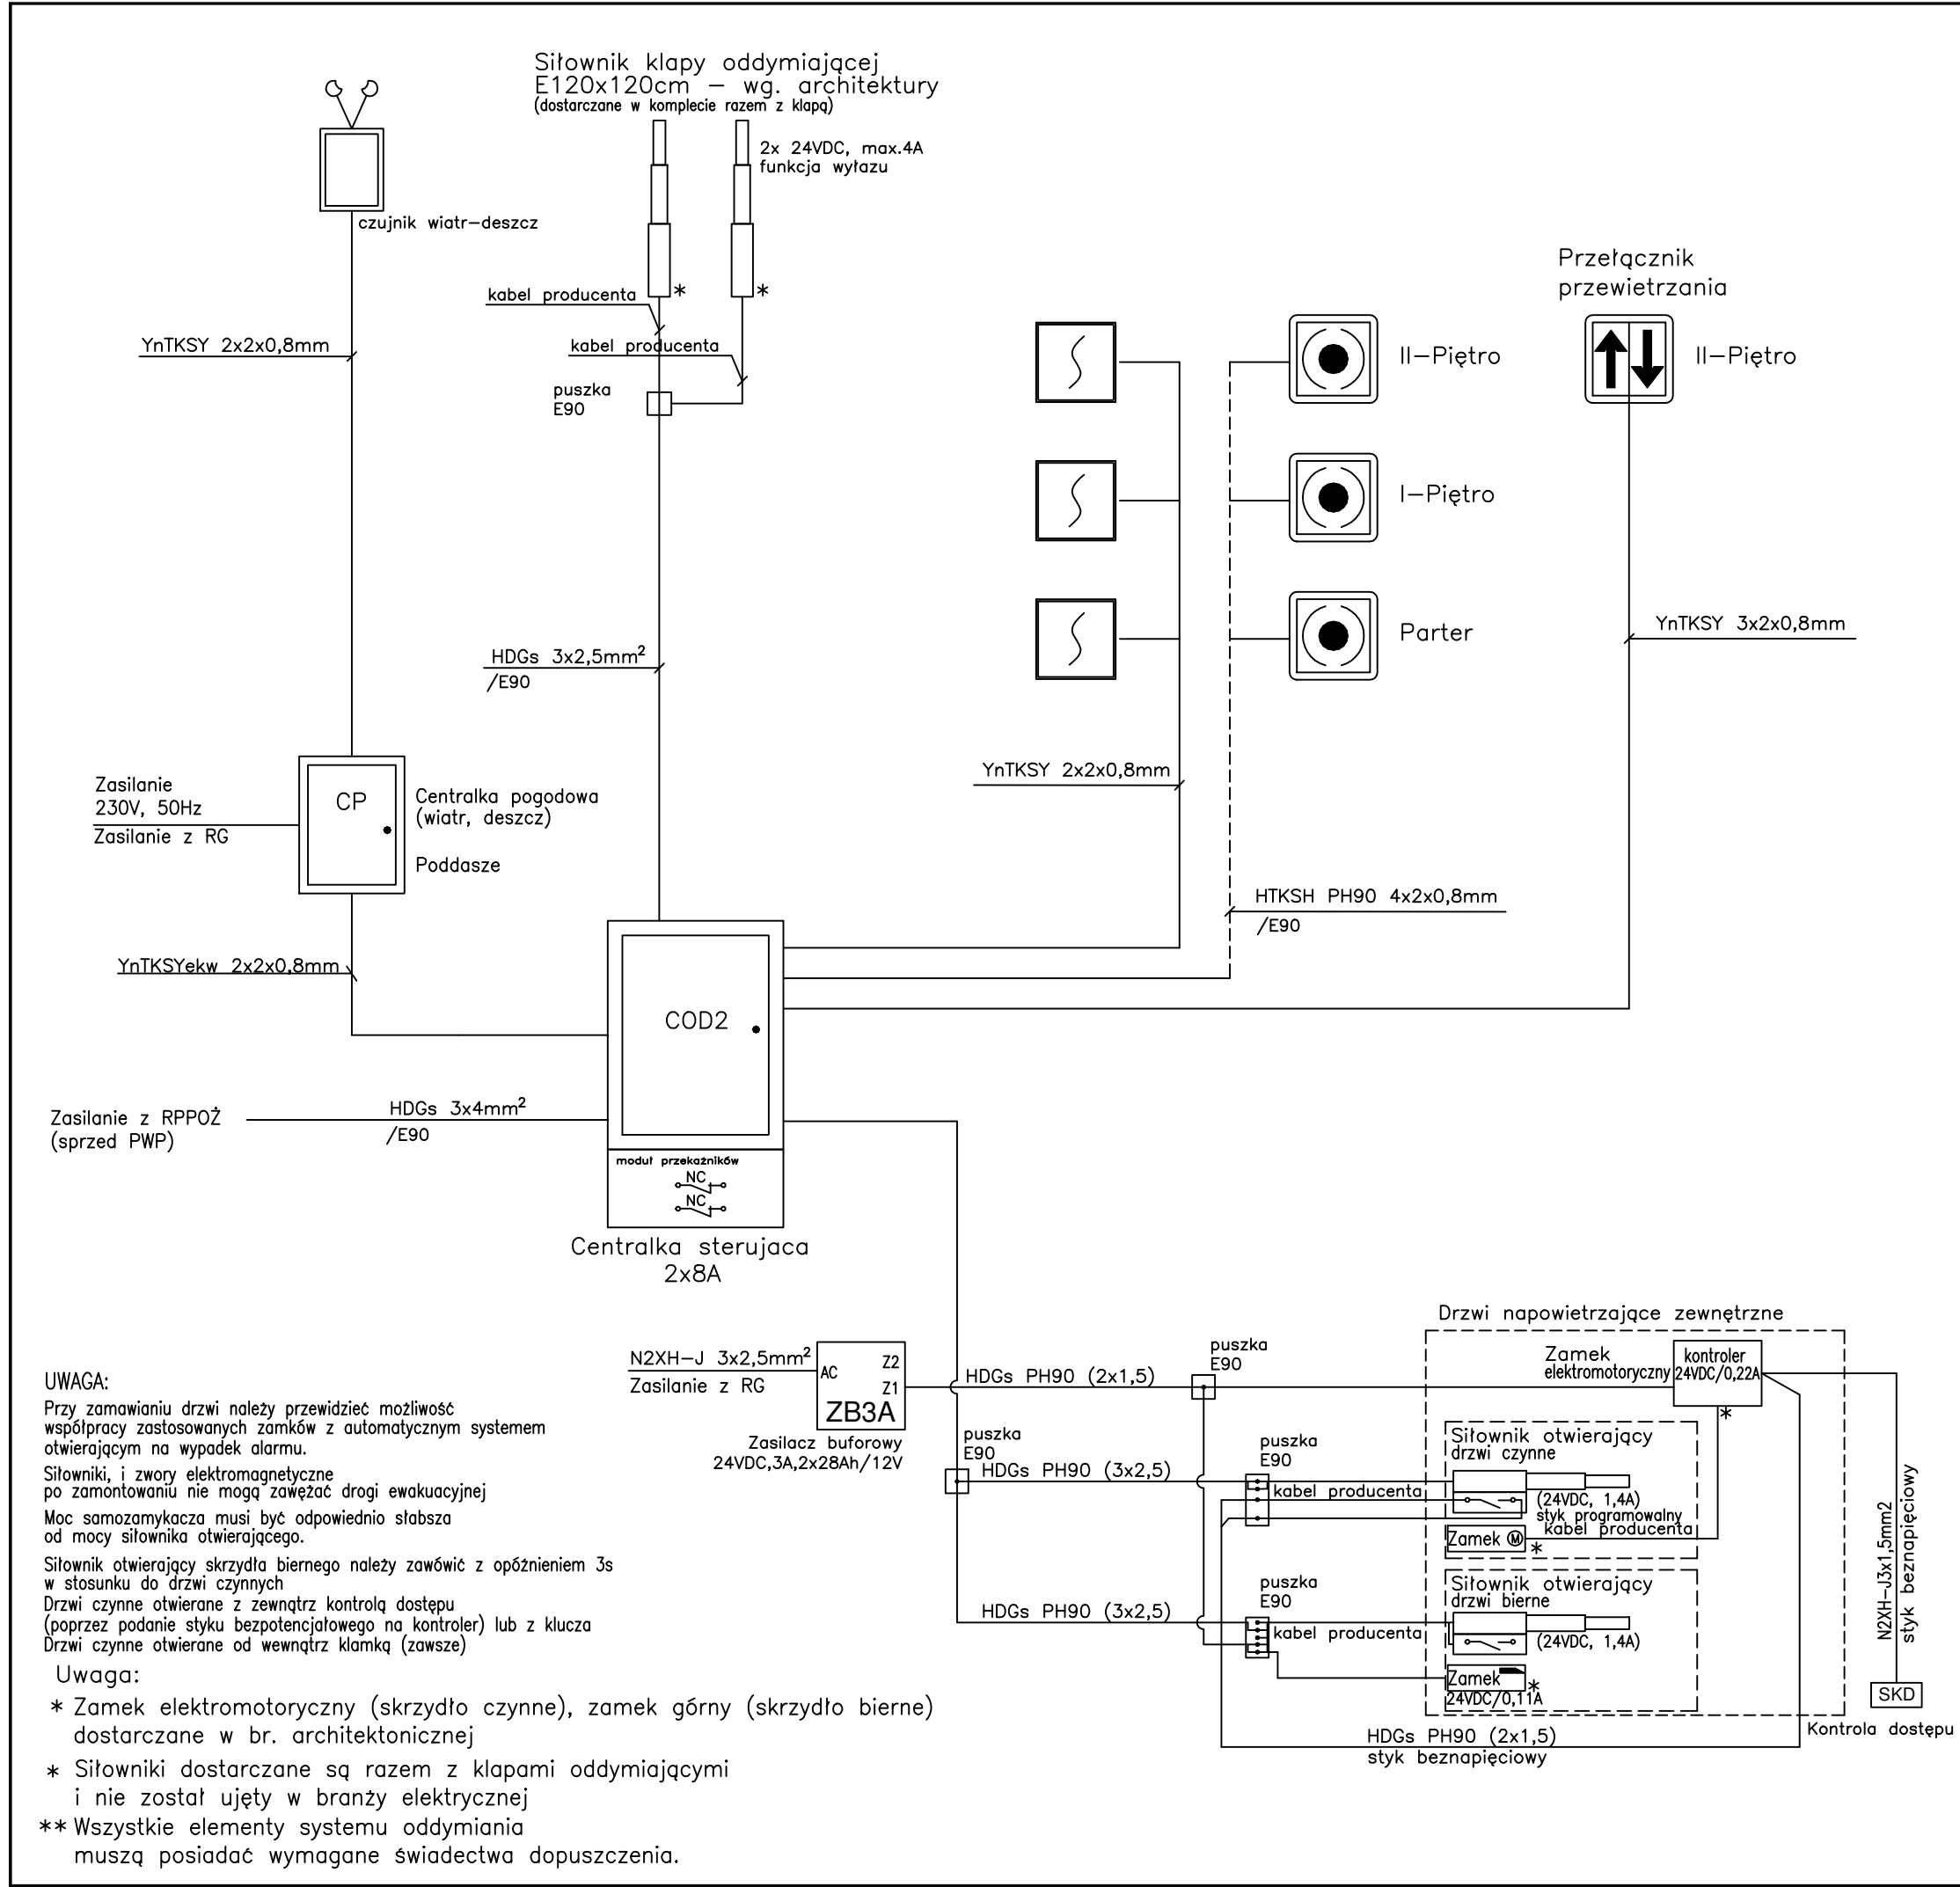 Siłownik klapy oddymiającej
E120x120cm – wg. architektury
(dostarczane w komplecie razem z klapą)
2x 24VDC, max.4A
funkcja wyłazu
czujnik wiatr-deszcz
kabel producenta
*
*
kabel producenta
YnTKSY 2x2x0,8mm
puszka
E90
Przełącznik
przewietrzania
II-Piętro
II-Piętro
I-Piętro
Parter
YnTKSY 3x2x0,8mm
HDGs 3x2,5mm²
/E90
YnTKSY 2x2x0,8mm
Zasilanie
230V, 50Hz
Zasilanie z RG
CP
Centralka pogodowa
(wiatr, deszcz)
Poddasze
HTKSH PH90 4x2x0,8mm
/E90
YnTKSYekw 2x2x0,8mm
COD2
Zasilanie z RPPOŻ
(sprzed PWP)
HDGs 3x4mm²
/E90
moduł przekażników
NC
NC
Centralka sterujaca
2x8A
N2XH-J 3x2,5mm²
Zasilanie z RG
AC
Z2
Z1
ZB3A
Zasilacz buforowy
24VDC,3A,2x28Ah/12V
HDGs PH90 (2x1,5)
puszka
E90
puszka
E90
HDGs PH90 (3x2,5)
puszka
E90
kabel producenta
HDGs PH90 (3x2,5)
puszka
E90
kabel producenta
Drzwi napowietrzające zewnętrzne
Zamek
elektromotoryczny
kontroler
24VDC/0,22A
*
Siłownik otwierający
drzwi czynne
(24VDC, 1,4A)
styk programowalny
kabel producenta
Zamek M
*
Siłownik otwierający
drzwi bierne
(24VDC, 1,4A)
Zamek
*
24VDC/0,11A
HDGs PH90 (2x1,5)
styk beznapięciowy
N2XH-J3x1,5mm2
styk beznapięciowy
SKD
Kontrola dostępu
UWAGA:
Przy zamawianiu drzwi należy przewidzieć możliwość
współpracy zastosowanych zamków z automatycznym systemem
otwierającym na wypadek alarmu.
Siłowniki, i zwory elektromagnetyczne
po zamontowaniu nie mogą zawężać drogi ewakuacyjnej
Moc samozamykacza musi być odpowiednio słabsza
od mocy siłownika otwierającego.
Siłownik otwierający skrzydła biernego należy zawówić z opóźnieniem 3s
w stosunku do drzwi czynnych
Drzwi czynne otwierane z zewnątrz kontrolą dostępu
(poprzez podanie styku bezpotencjałowego na kontroler) lub z klucza
Drzwi czynne otwierane od wewnątrz klamką (zawsze)
Uwaga:
* Zamek elektromotoryczny (skrzydło czynne), zamek górny (skrzydło bierne)
dostarczane w br. architektonicznej
* Siłowniki dostarczane są razem z klapami oddymiającymi
i nie został ujęty w branży elektrycznej
** Wszystkie elementy systemu oddymiania
muszą posiadać wymagane świadectwa dopuszczenia.